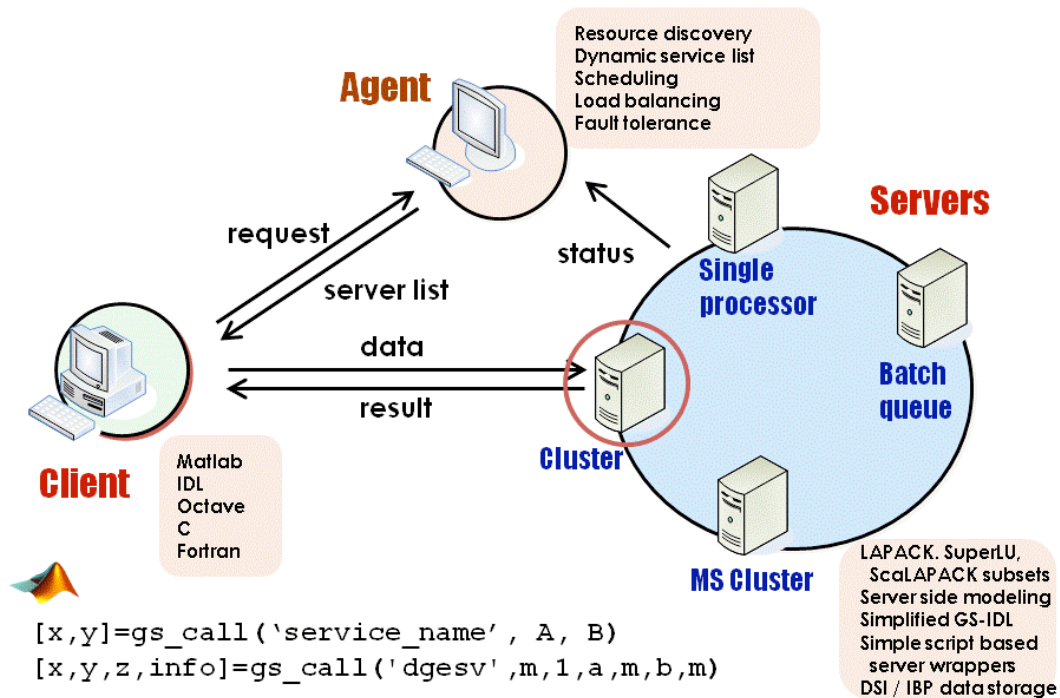 Resource discovery
Dynamic service list
Scheduling
Load balancing
Fault tolerance
Agent
Servers
request
server list
status
Single
processor
data
result
Batch
queue
Cluster
Client
Matlab
IDL
Octave
C
Fortran
MS Cluster
LAPACK. SuperLU,
ScaLAPACK subsets
Server side modeling
Simplified GS-IDL
Simple script based
server wrappers
DSI / IBP data storage
[x,y]=gs_call(‘service_name’, A, B)
[x,y,z,info]=gs_call('dgesv',m,1,a,m,b,m)